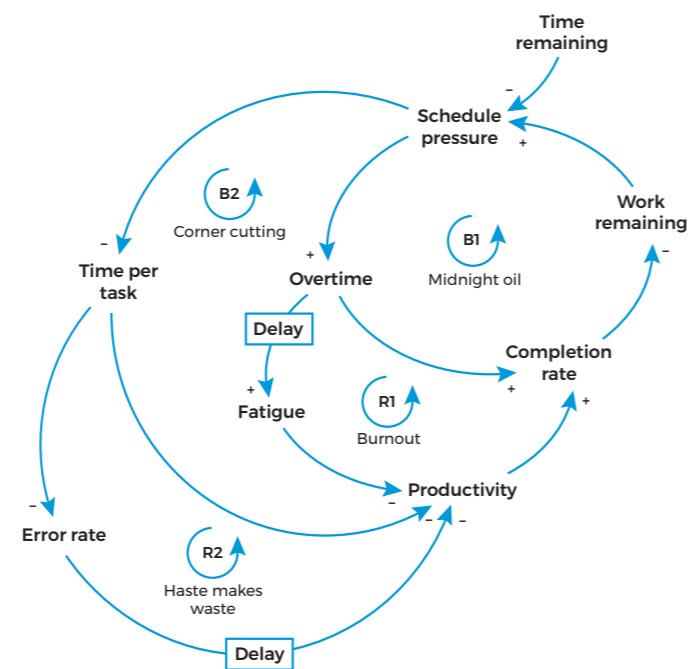 Time
remaining
–
Schedule
pressure
+
B2
Corner cutting
Work
remaining
–
B1
Midnight oil
–
Time per
task
+
Overtime
Delay
Completion
rate
+
+
+
Fatigue
R1
Burnout
Productivity
–
–
–
–
Error rate
R2
Haste makes
waste
Delay